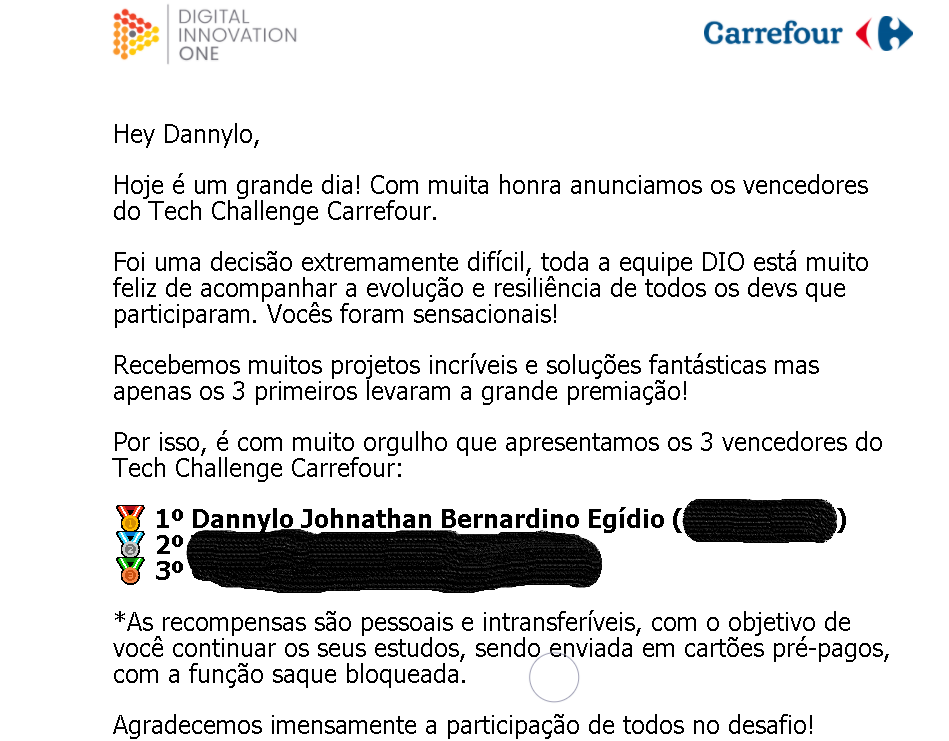 DIGITAL
INNOVATION
ONE
Carrefour
Hey Dannylo,
Hoje é um grande dia! Com muita honra anunciamos os vencedores
do Tech Challenge Carrefour.
Foi uma decisão extremamente difícil, toda a equipe DIO está muito
feliz de acompanhar a evolução e resiliência de todos os devs que
participaram. Vocês foram sensacionais!
Recebemos muitos projetos incríveis e soluções fantásticas mas
apenas os 3 primeiros levaram a grande premiação!
Por isso, é com muito orgulho que apresentamos os 3 vencedores do
Tech Challenge Carrefour:
🥇 1º Dannylo Johnathan Bernardino Egídio ( )
🥈 2º
🥉 3º
*As recompensas são pessoais e intransferíveis, com o objetivo de
você continuar os seus estudos, sendo enviada em cartões pré-pagos,
com a função saque bloqueada.
Agradecemos imensamente a participação de todos no desafio!